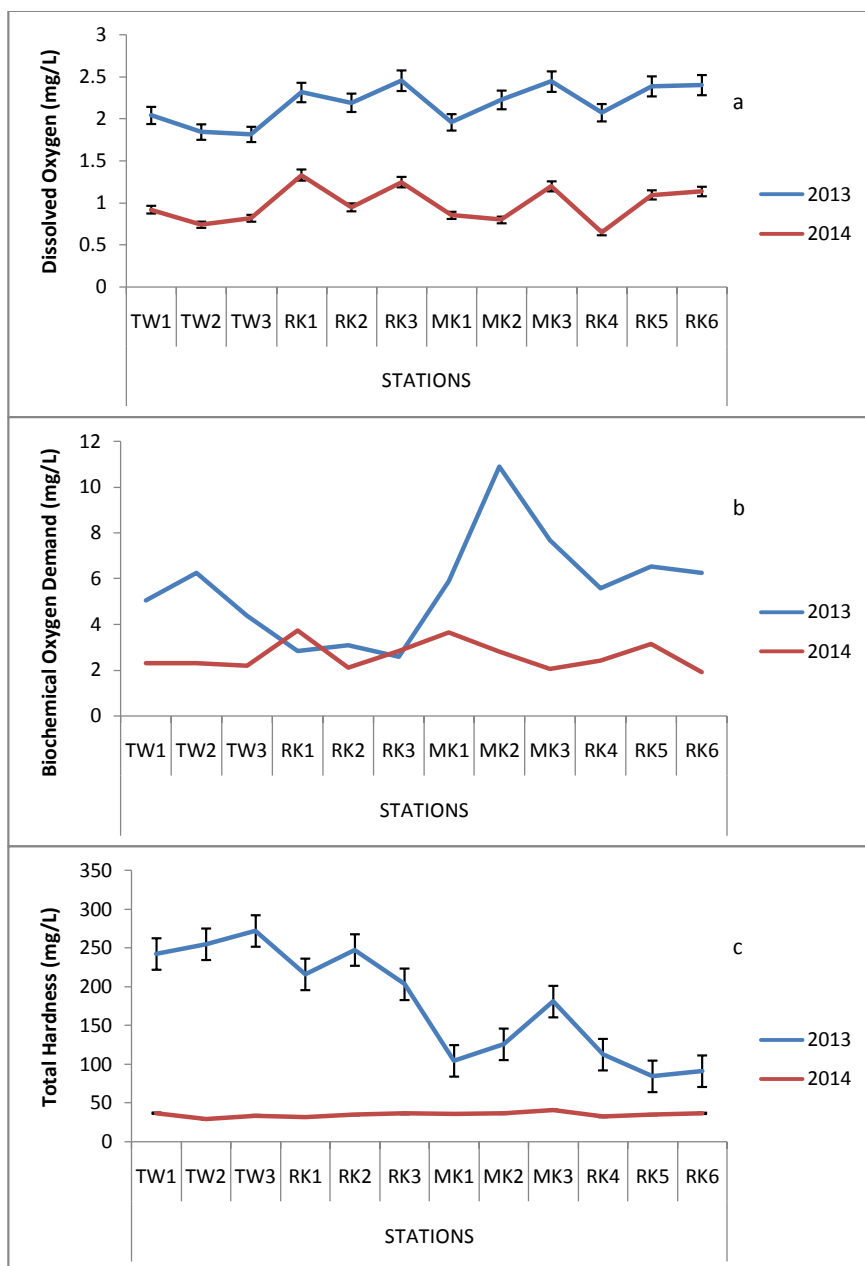 Dissolved Oxygen (mg/L)
3
2.5
2
1.5
1
0.5
0
a
2013
2014
TW1 TW2 TW3 RK1 RK2 RK3 MK1 MK2 MK3 RK4 RK5 RK6
STATIONS
Biochemical Oxygen Demand (mg/L)
12
10
8
6
4
2
0
b
2013
2014
TW1 TW2 TW3 RK1 RK2 RK3 MK1 MK2 MK3 RK4 RK5 RK6
STATIONS
Total Hardness (mg/L)
350
300
250
200
150
100
50
0
c
2013
2014
TW1 TW2 TW3 RK1 RK2 RK3 MK1 MK2 MK3 RK4 RK5 RK6
STATIONS